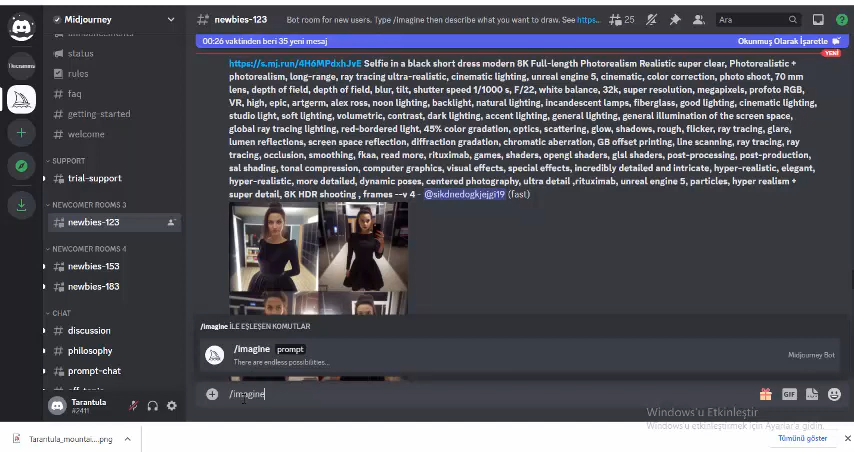 Midjourney
announcements
status
rules
faq
getting-started
welcome
SUPPORT
trial-support
NEWCOMER ROOMS 3
newbies-123
NEWCOMER ROOMS 4
newbies-153
newbies-183
CHAT
discussion
philosophy
prompt-chat
off-topic
Tarantula
#2411
newbies-123
Bot room for new users. Type /imagine then describe what you want to draw. See https...
25
Ara
00:26 vaktinden beri 35 yeni mesaj
Okunmuş Olarak İşaretle
YENİ
https://s.mj.run/4H6MPdxhJvE Selfie in a black short dress modern 8K Full-length Photorealism Realistic super clear, Photorealistic +
photorealism, long-range, ray tracing ultra-realistic, cinematic lighting, unreal engine 5, cinematic, color correction, photo shoot, 70 mm
lens, depth of field, depth of field, blur, tilt, shutter speed 1/1000 s, F/22, white balance, 32k, super resolution, megapixels, profoto RGB,
VR, high, epic, artgerm, alex ross, noon lighting, backlight, natural lighting, incandescent lamps, fiberglass, good lighting, cinematic lighting,
studio light, soft lighting, volumetric, contrast, dark lighting, accent lighting, general lighting, general illumination of the screen space,
global ray tracing lighting, red-bordered light, 45% color gradation, optics, scattering, glow, shadows, rough, flicker, ray tracing, glare,
lumen reflections, screen space reflection, diffraction gradation, chromatic aberration, GB offset printing, line scanning, ray tracing, ray
tracing, occlusion, smoothing, fkaa, read more, rituximab, games, shaders, opengl shaders, glsl shaders, post-processing, post-production,
sal shading, tonal compression, computer graphics, visual effects, special effects, incredibly detailed and intricate, hyper-realistic, elegant,
hyper-realistic, more detailed, dynamic poses, centered photography, ultra detail ,rituximab, unreal engine 5, particles, hyper realism +
super detail, 8K HDR shooting , frames --v 4 - @sikdnedogkjejgi19 (fast)
/imagine İLE EŞLEŞEN KOMUTLAR
/imagine prompt
There are endless possibilities...
Midjourney Bot
/imagine
GIF
Windows'u Etkinleştir
Windows'u etkinleştirmek için Ayarlar'a gidin.
Tarantula_mountai....png
Tümünü göster